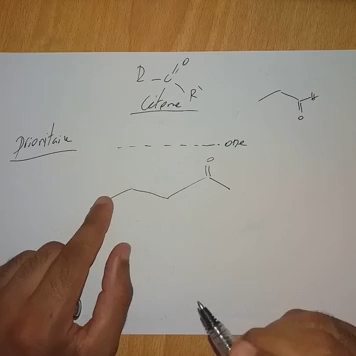 R - C
O
R'
Cétone
H
O
Prioritaire
- - - - - - - one
O